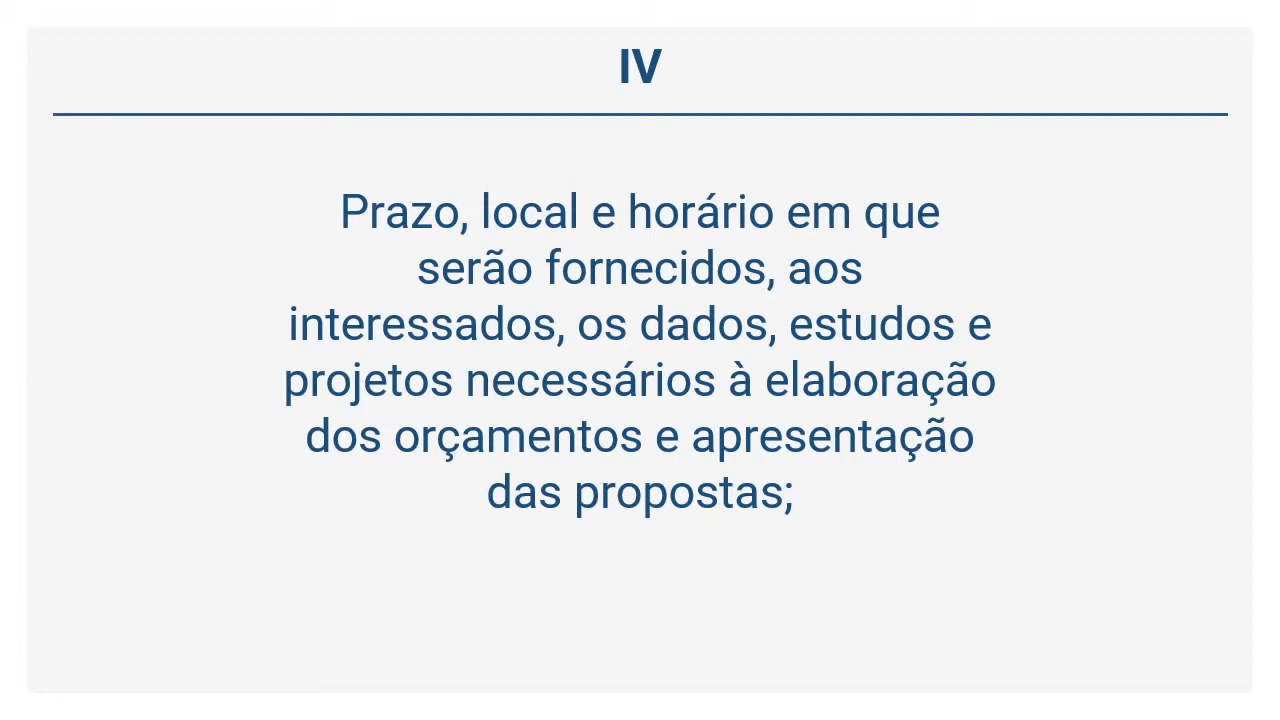 IV
Prazo, local e horário em que
serão fornecidos, aos
interessados, os dados, estudos e
projetos necessários à elaboração
dos orçamentos e apresentação
das propostas;